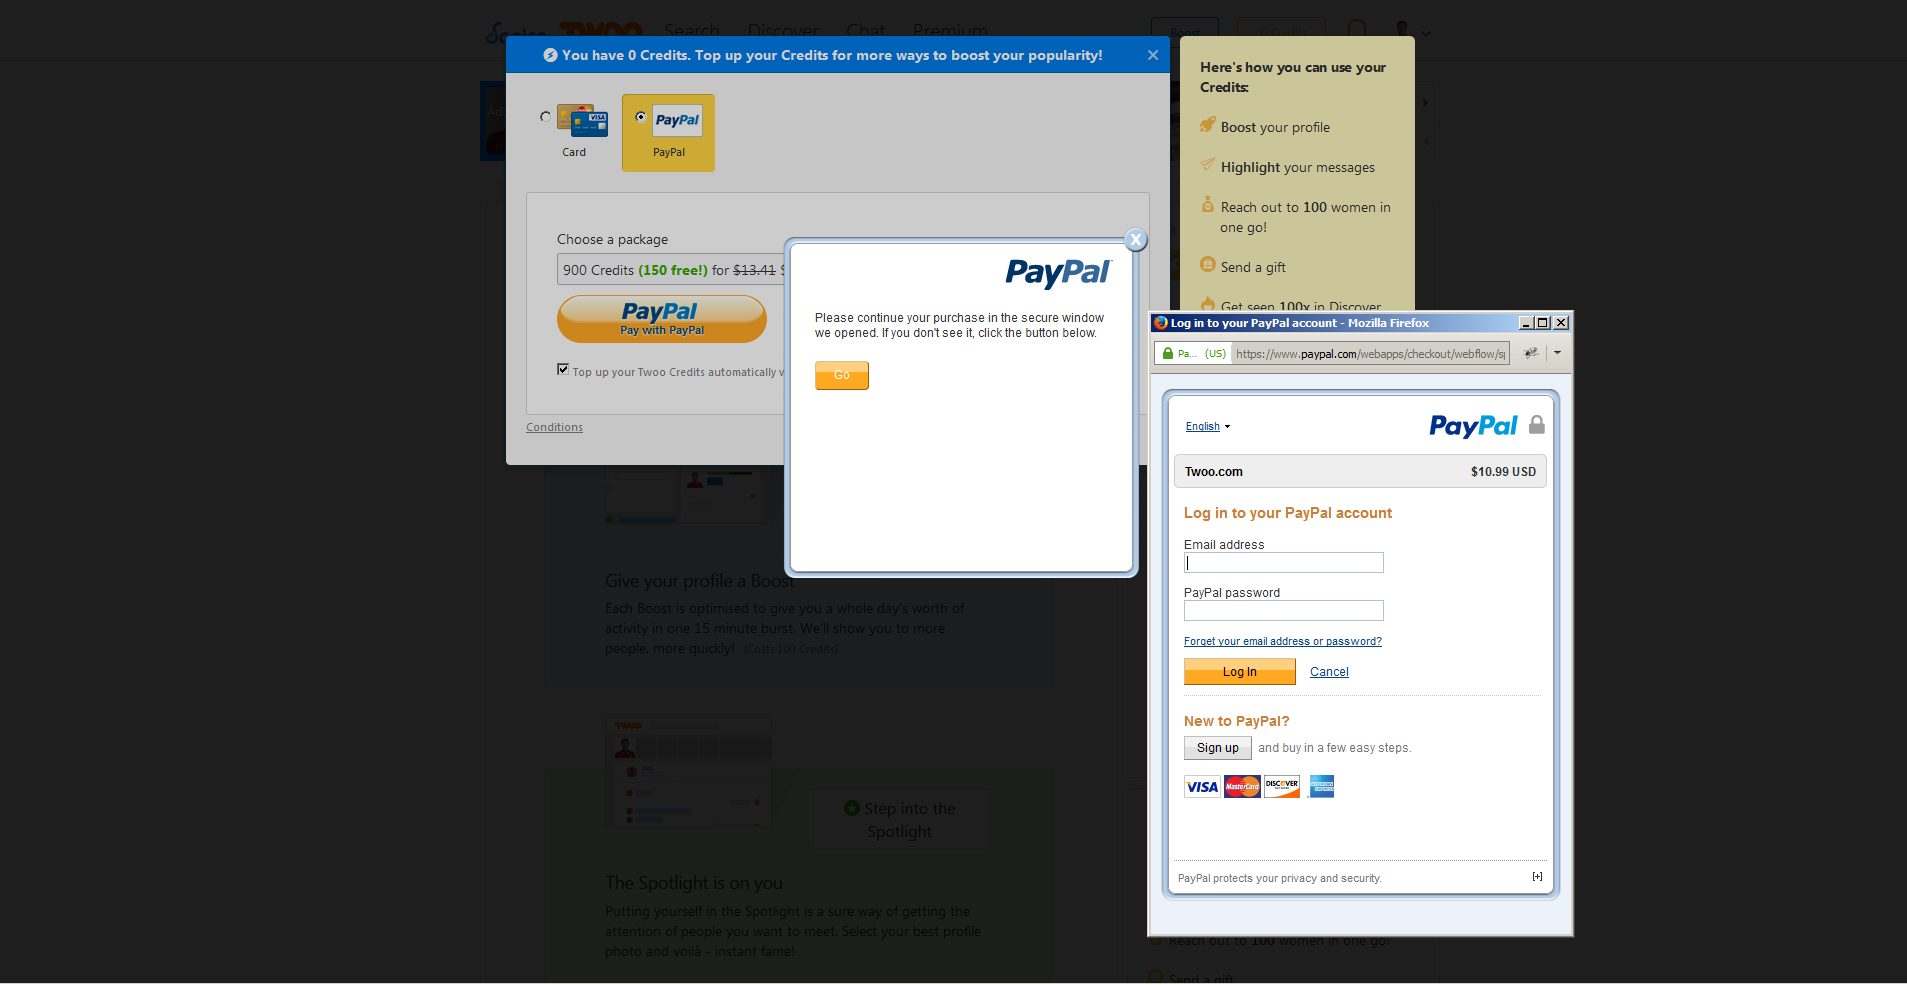 TWOO
Search
Discover
Chat
Premium
Boost
You have 0 Credits. Top up your Credits for more ways to boost your popularity!
VISA
Card
PayPal
PayPal
Choose a package
900 Credits (150 free!) for $13.41
PayPal
Pay with PayPal
Top up your Twoo Credits automatically
Conditions
Here's how you can use your
Credits:
Boost your profile
Highlight your messages
Reach out to 100 women in
one go!
Send a gift
Get seen 100x in Discover
X
PayPal
Please continue your purchase in the secure window
we opened. If you don't see it, click the button below.
Go
Log in to your PayPal account - Mozilla Firefox
Pa... (US)
https://www.paypal.com/webapps/checkout/webflow/s
English
PayPal
Twoo.com
$10.99 USD
Log in to your PayPal account
Email address
PayPal password
Forget your email address or password?
Log In
Cancel
New to PayPal?
Sign up
and buy in a few easy steps.
VISA
MasterCard
DISCOVER
PayPal protects your privacy and security.
[+]
Give your profile a Boost
Each Boost is optimised to give you a whole day's worth of
activity in one 15 minute burst. We'll show you to more
people, more quickly! (Costs 100 Credits)
TWOO
Step into the
Spotlight
The Spotlight is on you
Putting yourself in the Spotlight is a sure way of getting the
attention of people you want to meet. Select your best profile
photo and voilà - instant fame!
Reach out to 100 women in one go!
Send a gift